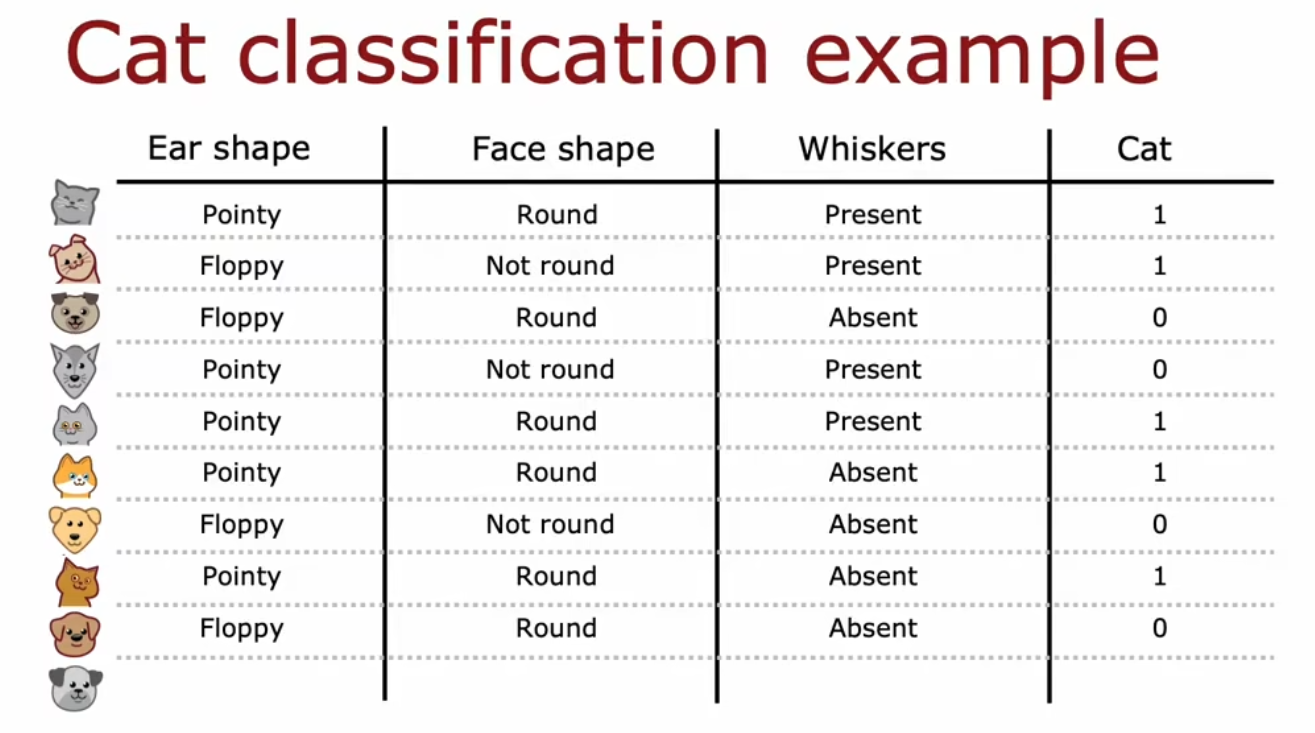 Cat classification example
Ear shape Face shape Whiskers Cat
Pointy Round Present 1
Floppy Not round Present 1
Floppy Round Absent 0
Pointy Not round Present 0
Pointy Round Present 1
Pointy Round Absent 1
Floppy Not round Absent 0
Pointy Round Absent 1
Floppy Round Absent 0